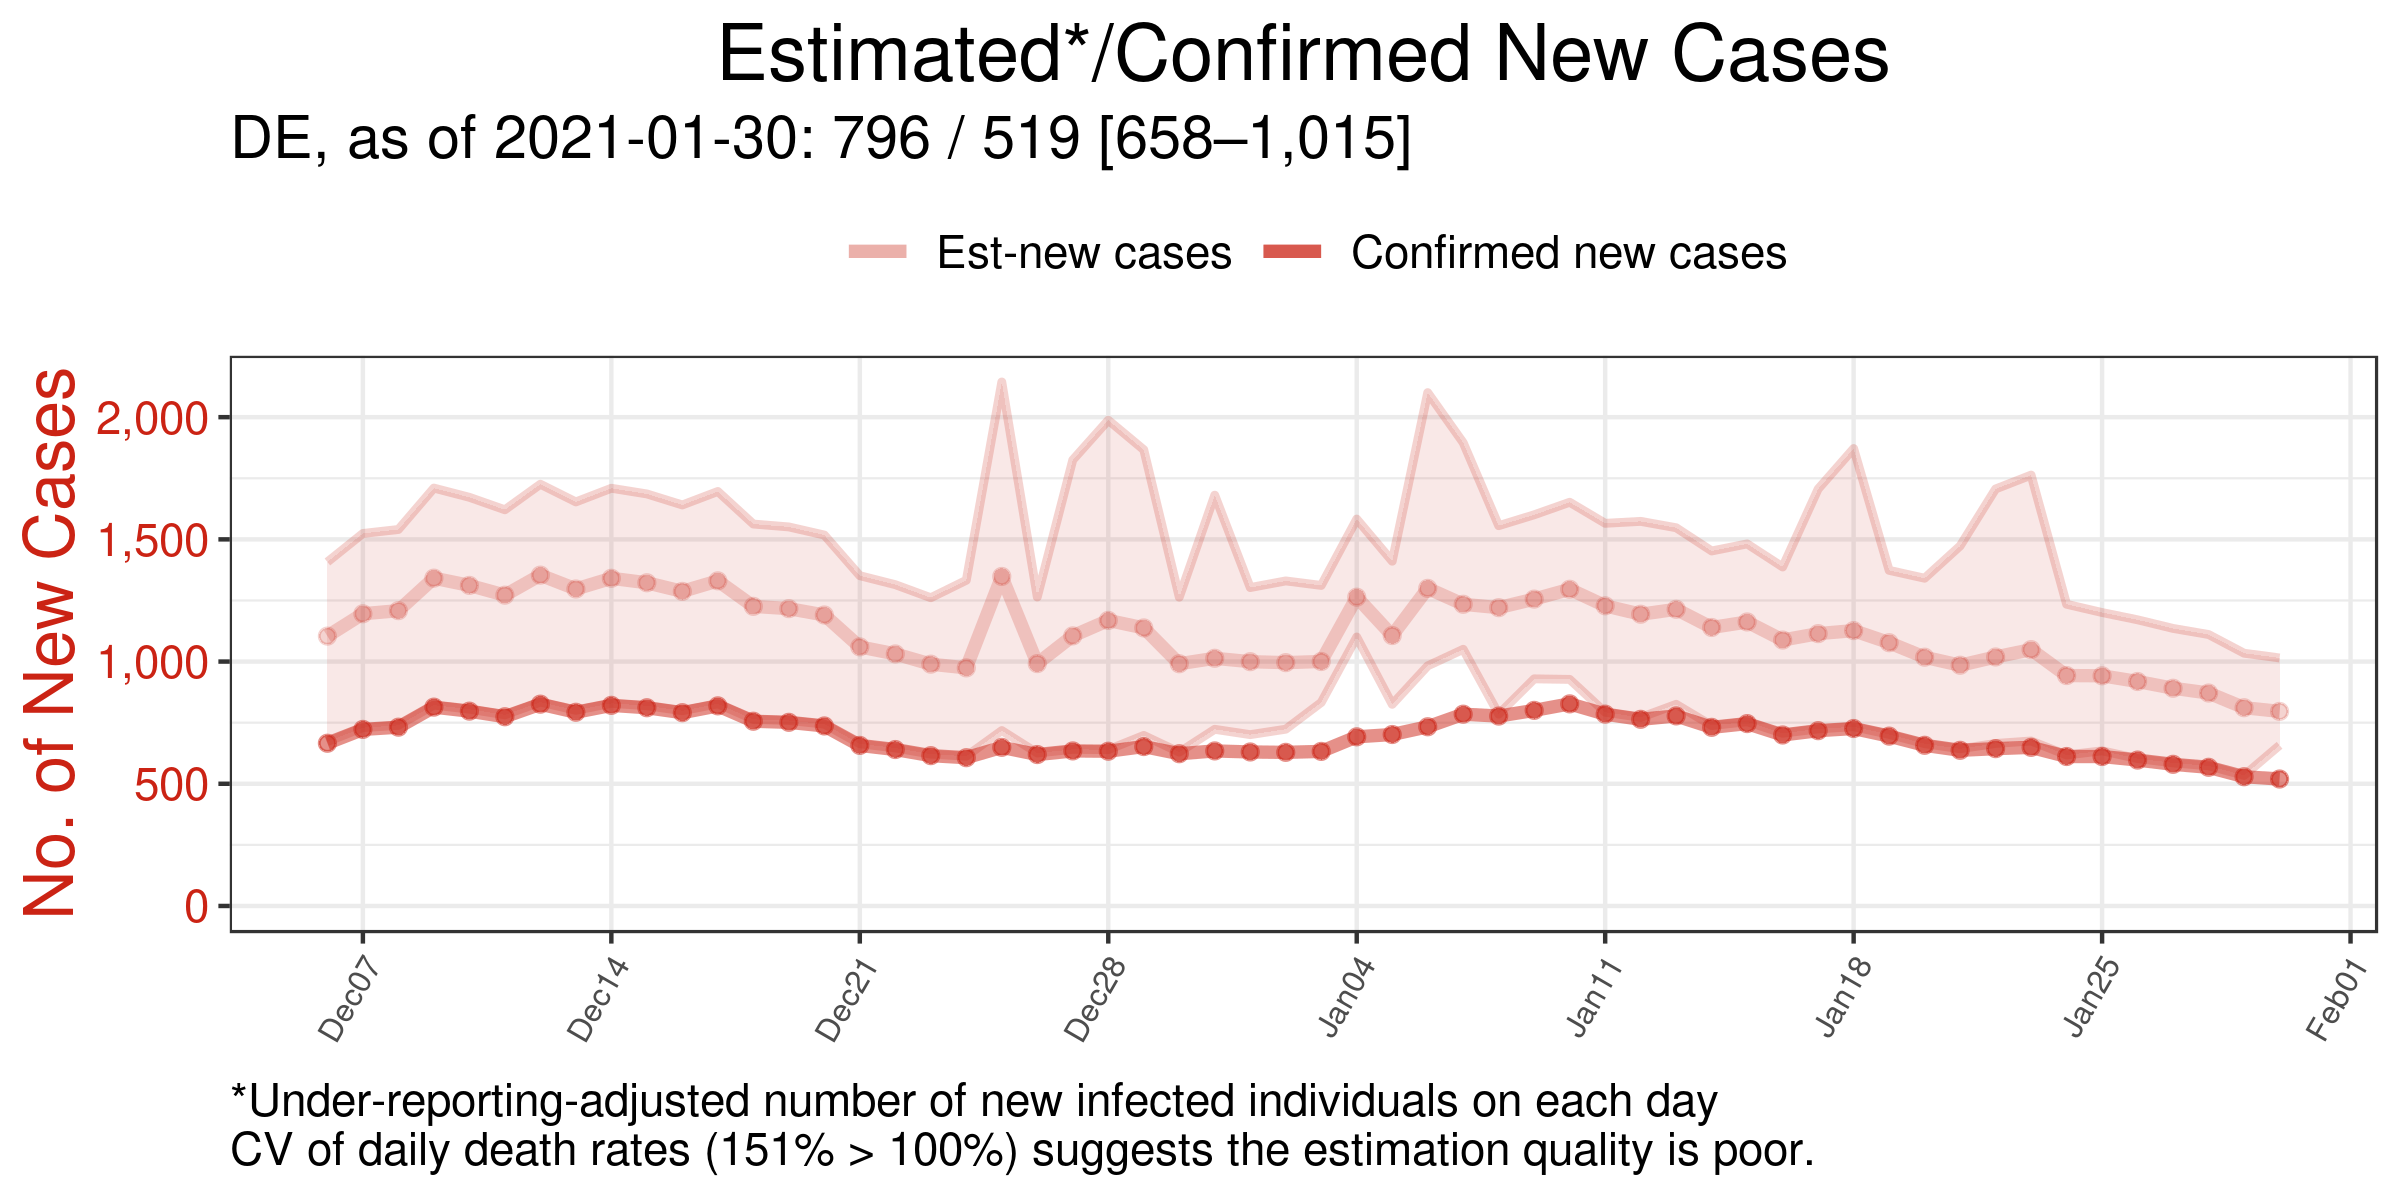 Estimated*/Confirmed New Cases
DE, as of 2021-01-30: 796 / 519 [658–1,015]
Est-new cases
Confirmed new cases
No. of New Cases
2,000
1,500
1,000
500
0
Dec07
Dec14
Dec21
Dec28
Jan04
Jan11
Jan18
Jan25
Feb01
*Under-reporting-adjusted number of new infected individuals on each day
CV of daily death rates (151% > 100%) suggests the estimation quality is poor.